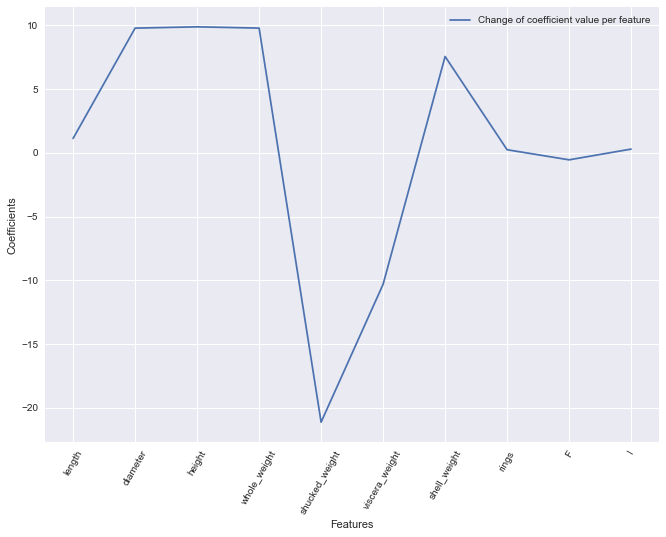 Change of coefficient value per feature
10
5
0
−5
−10
−15
−20
Coefficients
length
diameter
height
whole_weight
shucked_weight
viscera_weight
shell_weight
rings
F
I
Features